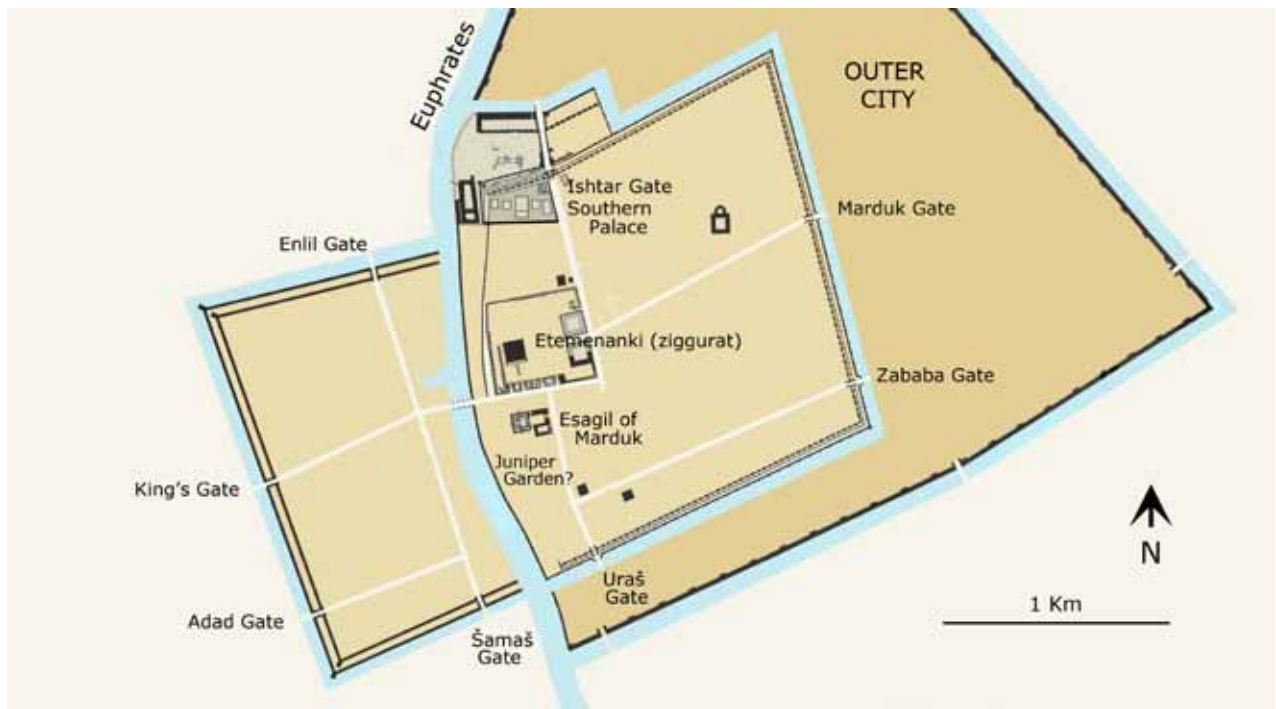 Euphrates
OUTER
CITY
Ishtar Gate
Southern
Palace
Marduk Gate
Enlil Gate
Etemenanki (ziggurat)
Zababa Gate
Esagil of
Marduk
Juniper
Garden?
King's Gate
N
Uraš
Gate
1 Km
Adad Gate
Šamaš
Gate